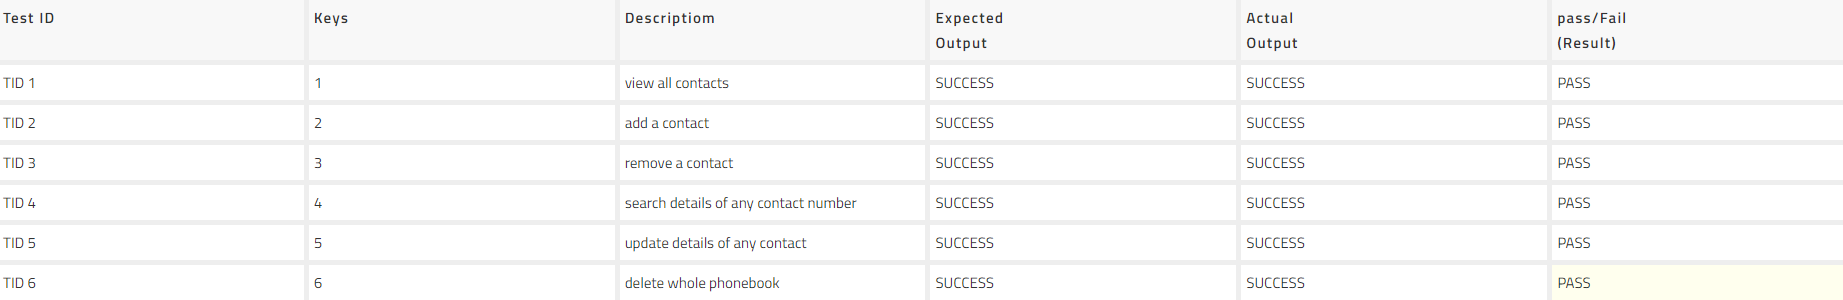 Test ID Keys Descriptiom Expected Output Actual Output pass/Fail (Result)
TID 1 1 view all contacts SUCCESS SUCCESS PASS
TID 2 2 add a contact SUCCESS SUCCESS PASS
TID 3 3 remove a contact SUCCESS SUCCESS PASS
TID 4 4 search details of any contact number SUCCESS SUCCESS PASS
TID 5 5 update details of any contact SUCCESS SUCCESS PASS
TID 6 6 delete whole phonebook SUCCESS SUCCESS PASS